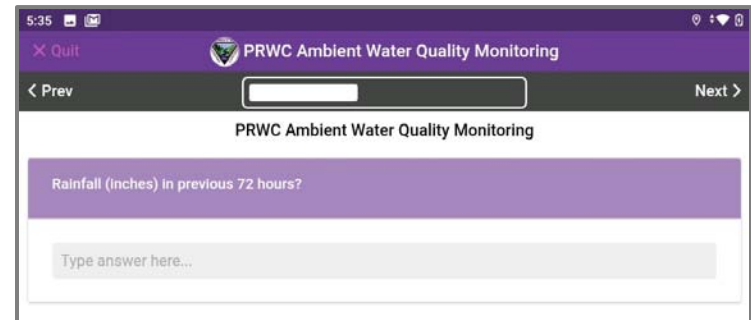 5:35
✕ Quit
PRWC Ambient Water Quality Monitoring
< Prev
Next >
PRWC Ambient Water Quality Monitoring
Rainfall (inches) in previous 72 hours?
Type answer here...